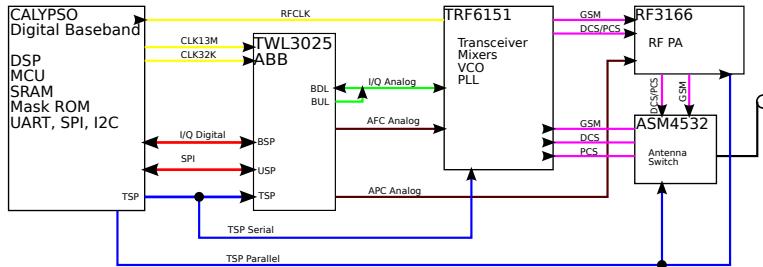 CALYPSO
Digital Baseband
DSP
MCU
SRAM
Mask ROM
UART, SPI, I2C
TSP
RFCLK
CLK13M
CLK32K
I/Q Digital
SPI
TWL3025
ABB
BDL
BUL
BSP
USP
TSP
I/Q Analog
AFC Analog
APC Analog
TSP Serial
TSP Parallel
TRF6151
Transceiver
Mixers
VCO
PLL
GSM
DCS/PCS
GSM
DCS
PCS
RF3166
RF PA
DCS/PCS
GSM
ASM4532
Antenna
Switch